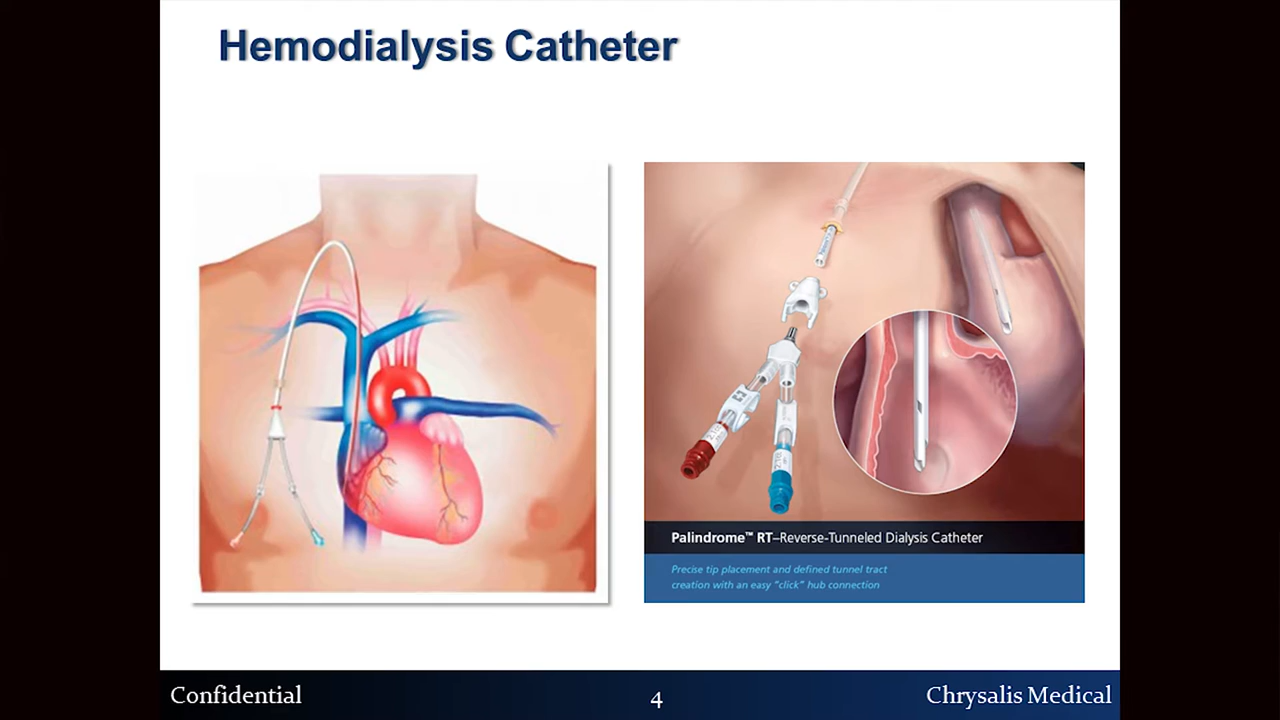 Hemodialysis Catheter
Palindrome™ RT–Reverse-Tunneled Dialysis Catheter
Precise tip placement and defined tunnel tract
creation with an easy “click” hub connection
Confidential
4
Chrysalis Medical